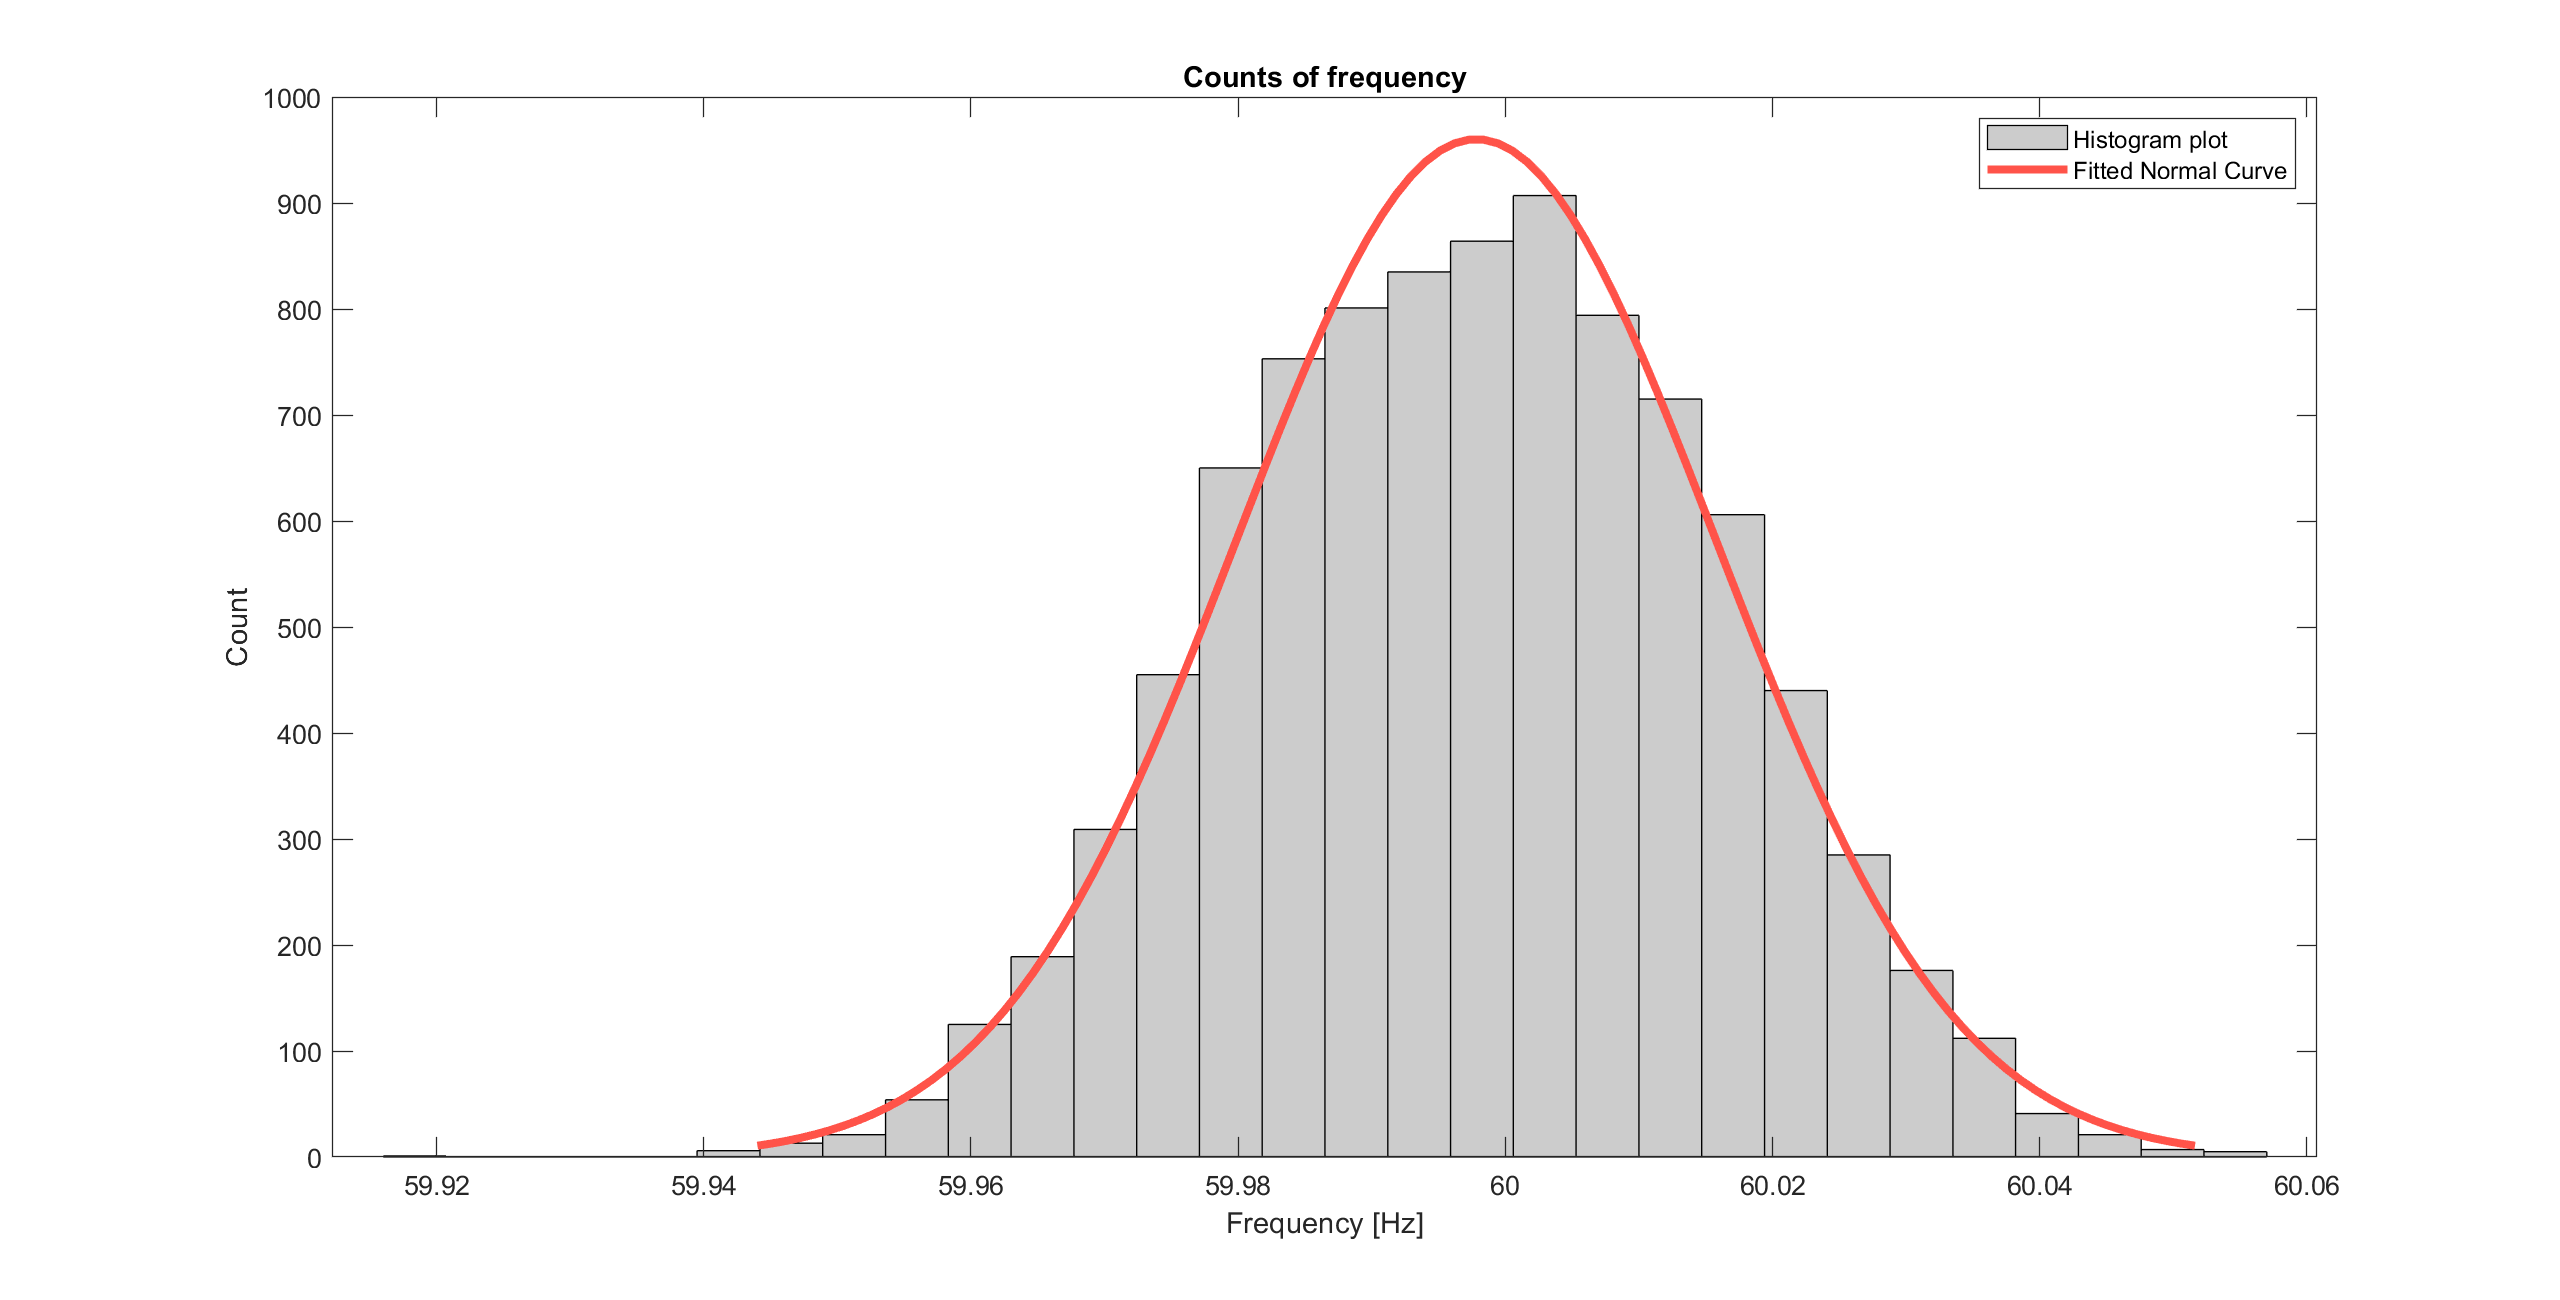 Counts of frequency
1000
900
800
700
600
500
400
300
200
100
0
Count
59.92 59.94 59.96 59.98 60 60.02 60.04 60.06
Frequency [Hz]
Histogram plot
Fitted Normal Curve